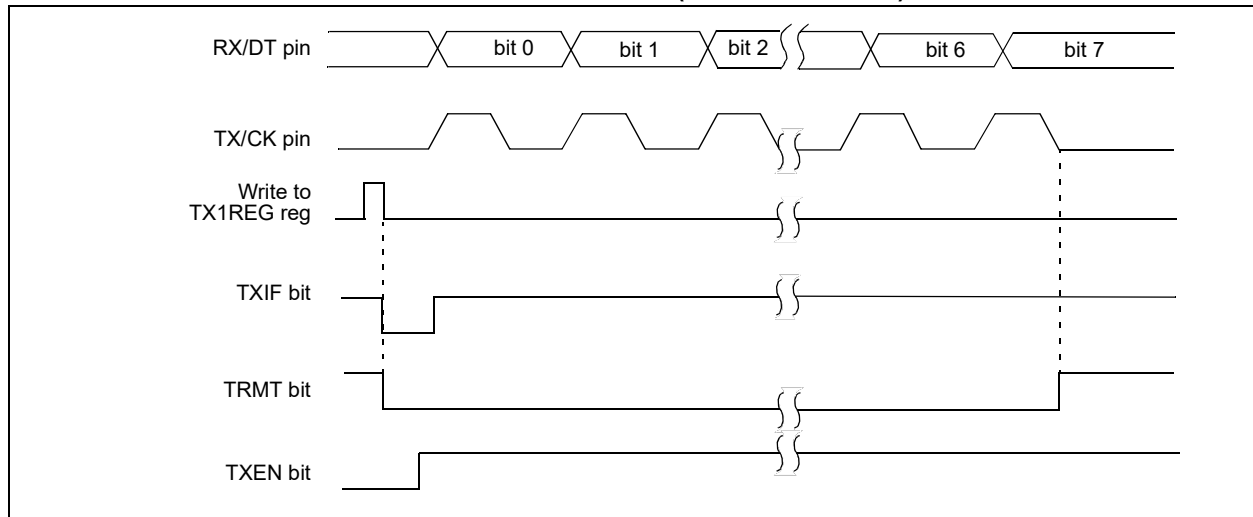 RX/DT pin
bit 0
bit 1
bit 2
bit 6
bit 7
TX/CK pin
Write to
TX1REG reg
TXIF bit
TRMT bit
TXEN bit